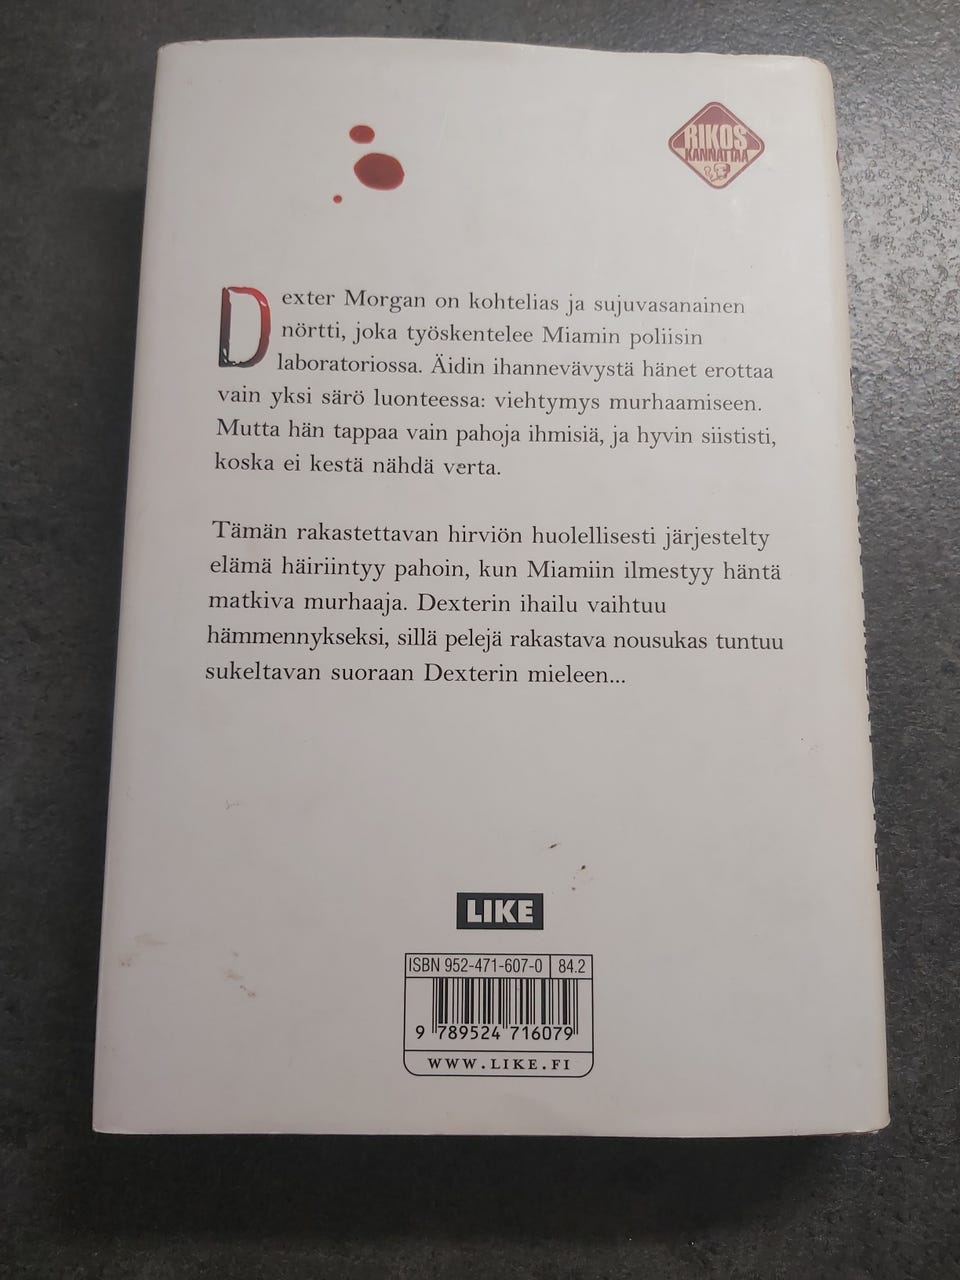 RIKOS
KANNATTAA
Dexter Morgan on kohtelias ja sujuvasanainen
nörtti, joka työskentelee Miamin poliisin
laboratoriossa. Äidin ihannevävystä hänet erottaa
vain yksi särö luonteessa: viehtymys murhaamiseen.
Mutta hän tappaa vain pahoja ihmisiä, ja hyvin siististi,
koska ei kestä nähdä verta.
Tämän rakastettavan hirviön huolellisesti järjestelty
elämä häiriintyy pahoin, kun Miamiin ilmestyy häntä
matkiva murhaaja. Dexterin ihailu vaihtuu
hämmennykseksi, sillä pelejä rakastava nousukas tuntuu
sukeltavan suoraan Dexterin mieleen...
LIKE
ISBN 952-471-607-0 84.2
9 789524 716079
WWW.LIKE.FI